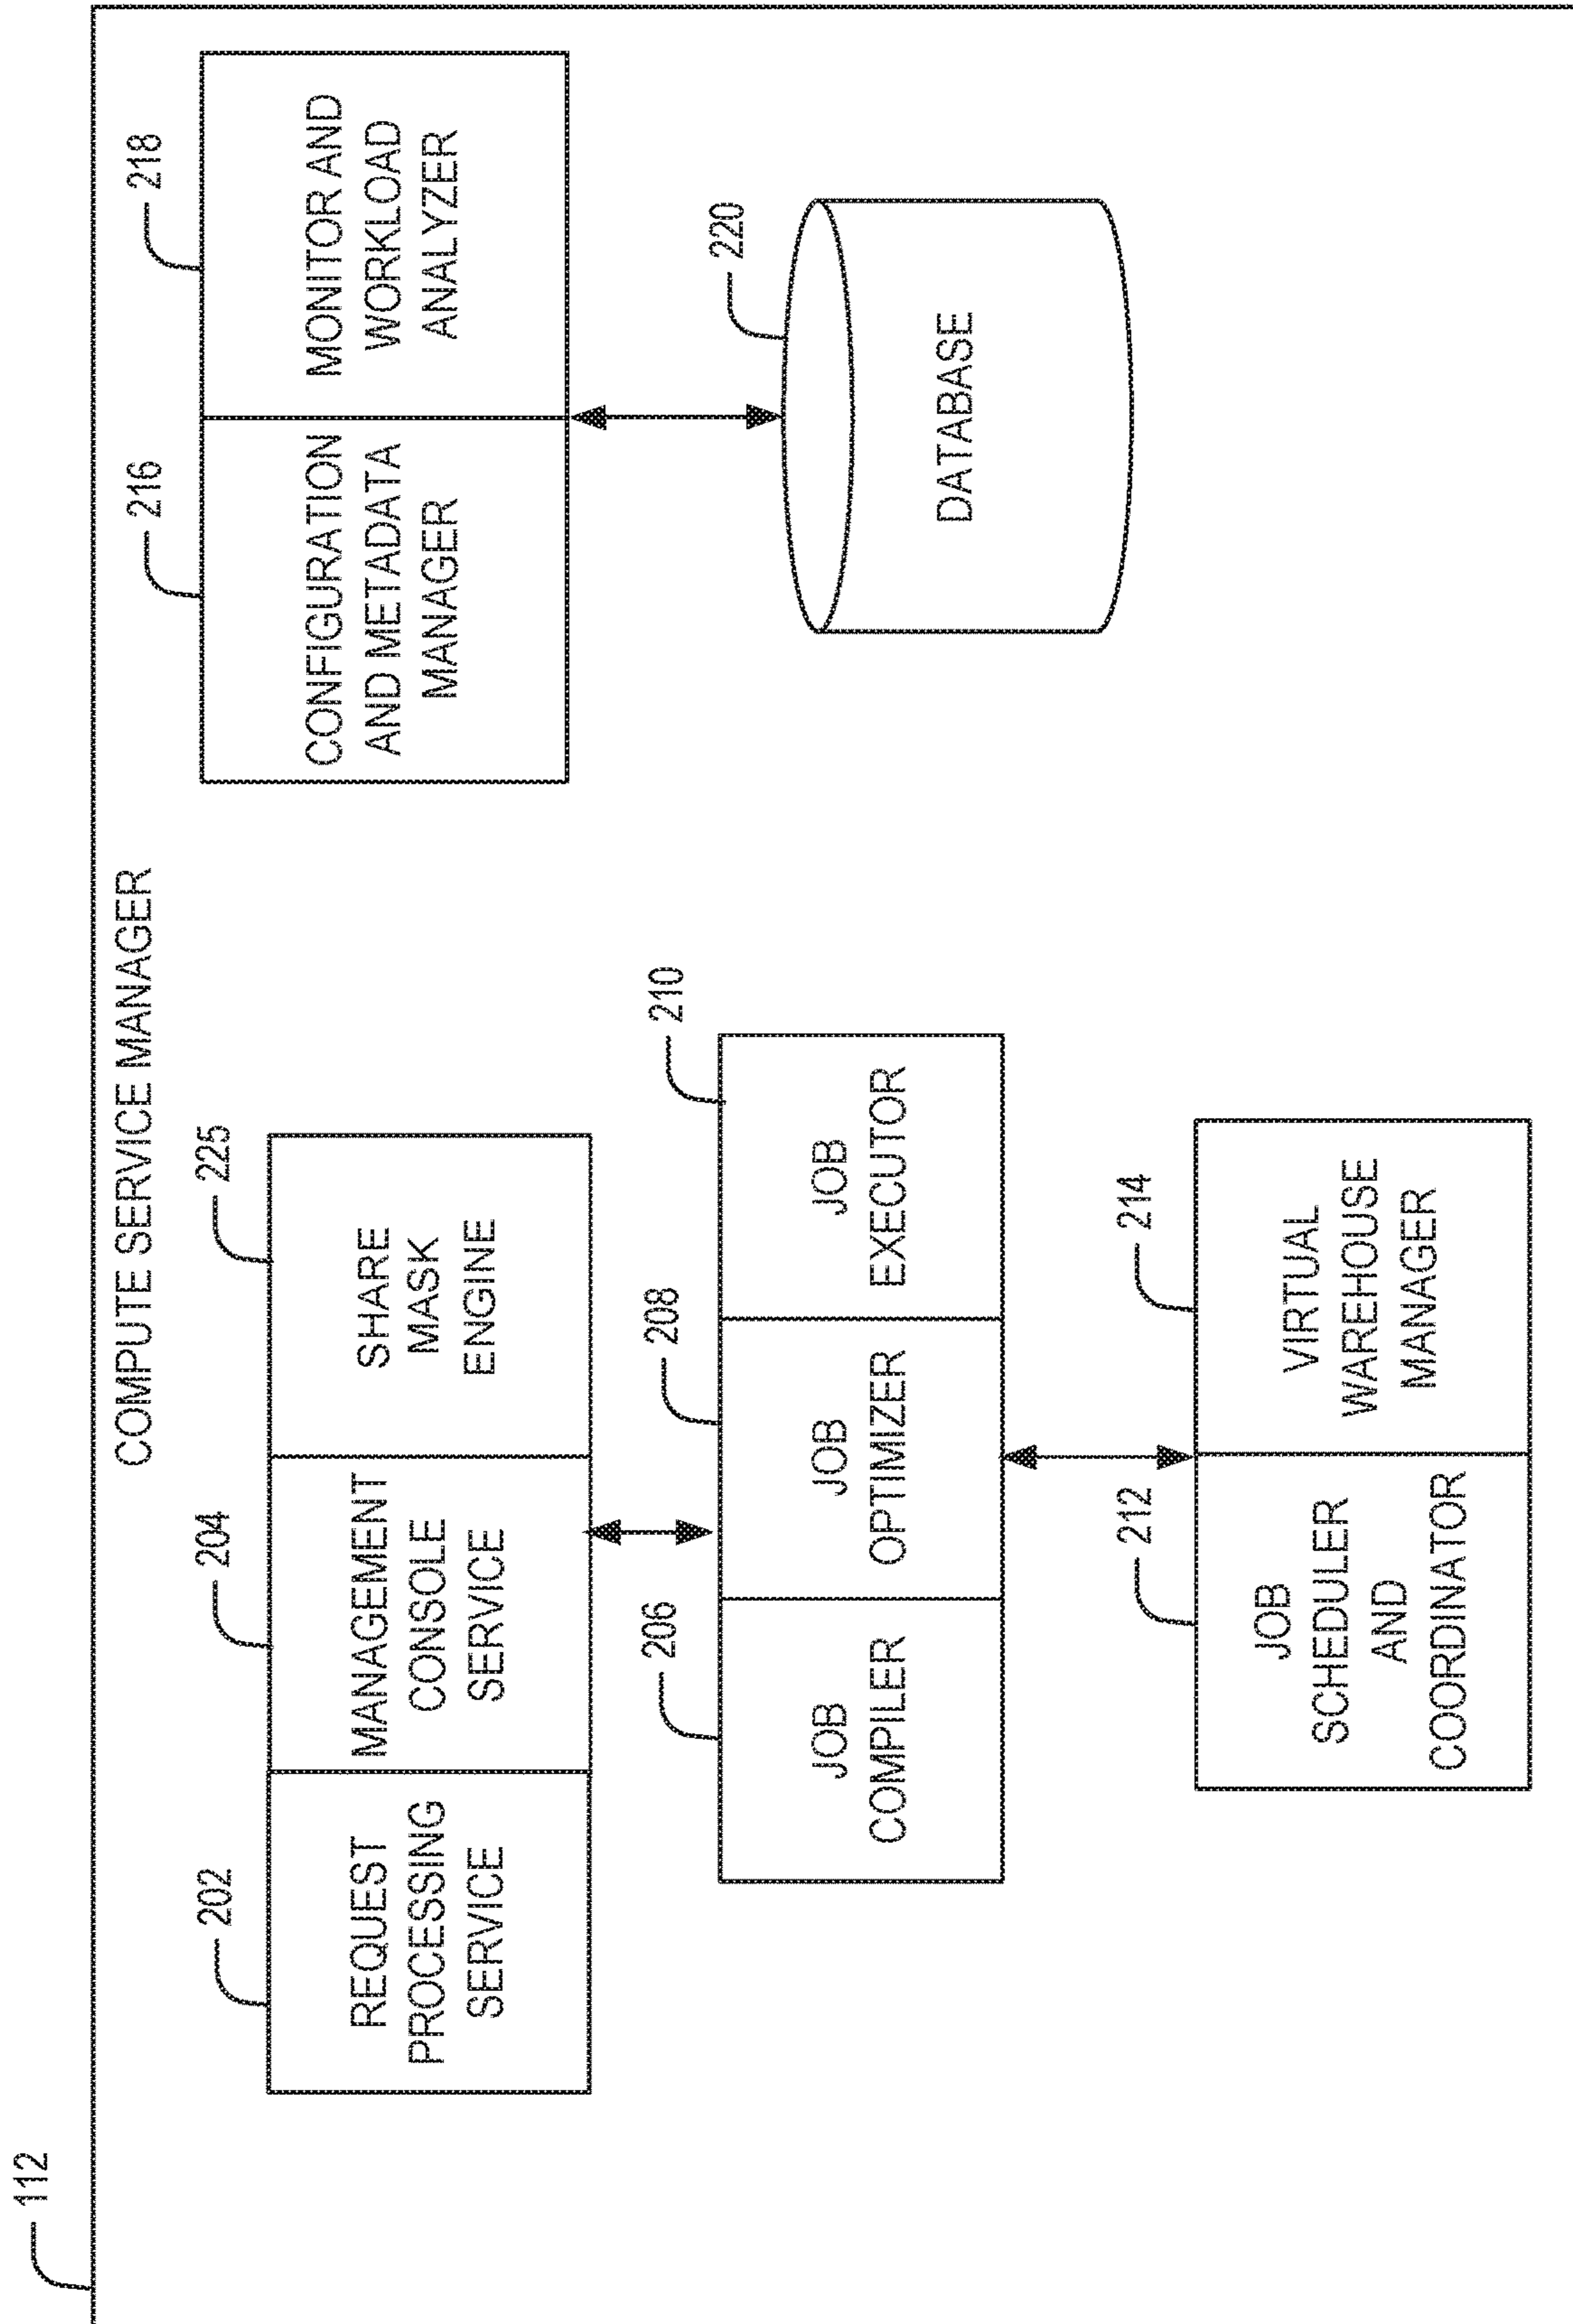 112
COMPUTE SERVICE MANAGER
202
REQUEST
PROCESSING
SERVICE
204
MANAGEMENT
CONSOLE
SERVICE
225
SHARE
MASK
ENGINE
206
JOB
COMPILER
208
JOB
OPTIMIZER
210
JOB
EXECUTOR
212
JOB
SCHEDULER
AND
COORDINATOR
214
VIRTUAL
WAREHOUSE
MANAGER
216
CONFIGURATION
AND METADATA
MANAGER
218
MONITOR AND
WORKLOAD
ANALYZER
220
DATABASE